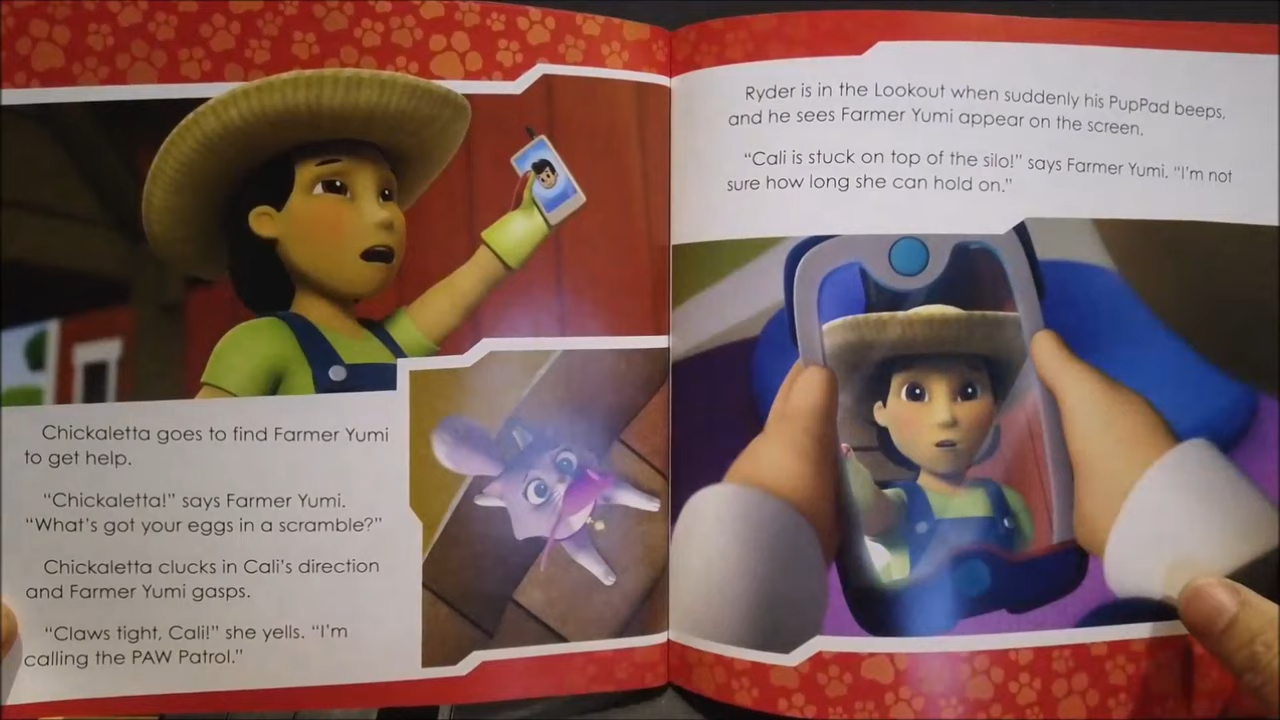 Chickaletta goes to find Farmer Yumi
to get help.
“Chickaletta!” says Farmer Yumi.
“What’s got your eggs in a scramble?”
Chickaletta clucks in Cali’s direction
and Farmer Yumi gasps.
“Claws tight, Cali!” she yells. “I’m
calling the PAW Patrol.”
Ryder is in the Lookout when suddenly his PupPad beeps,
and he sees Farmer Yumi appear on the screen.
“Cali is stuck on top of the silo!” says Farmer Yumi. “I’m not
sure how long she can hold on.”